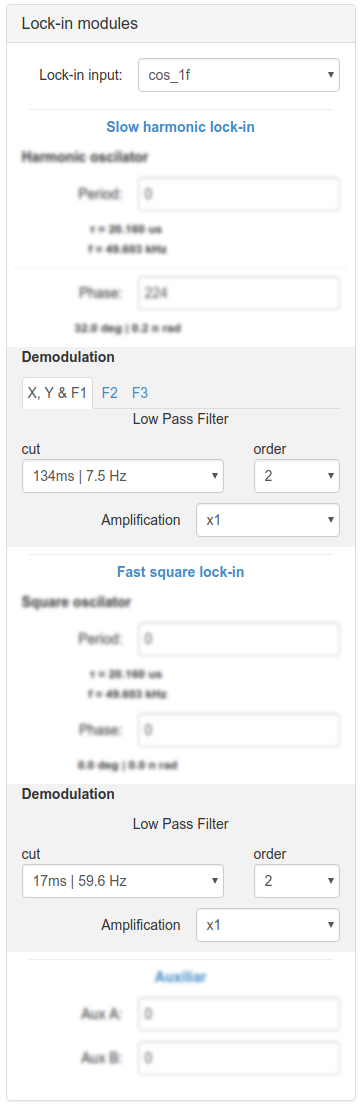 Lock-in modules
Lock-in input: cos_1f
Slow harmonic lock-in
Harmonic oscilator
Period: 0
τ = 20.160 us
f = 49.603 kHz
Phase: 224
32.0 deg | 0.2 π rad
Demodulation
X, Y & F1 F2 F3
Low Pass Filter
cut order
134ms | 7.5 Hz 2
Amplification x1
Fast square lock-in
Square oscilator
Period: 0
τ = 20.160 us
f = 49.603 kHz
Phase: 0
0.0 deg | 0.0 π rad
Demodulation
Low Pass Filter
cut order
17ms | 59.6 Hz 2
Amplification x1
Auxiliar
Aux A: 0
Aux B: 0